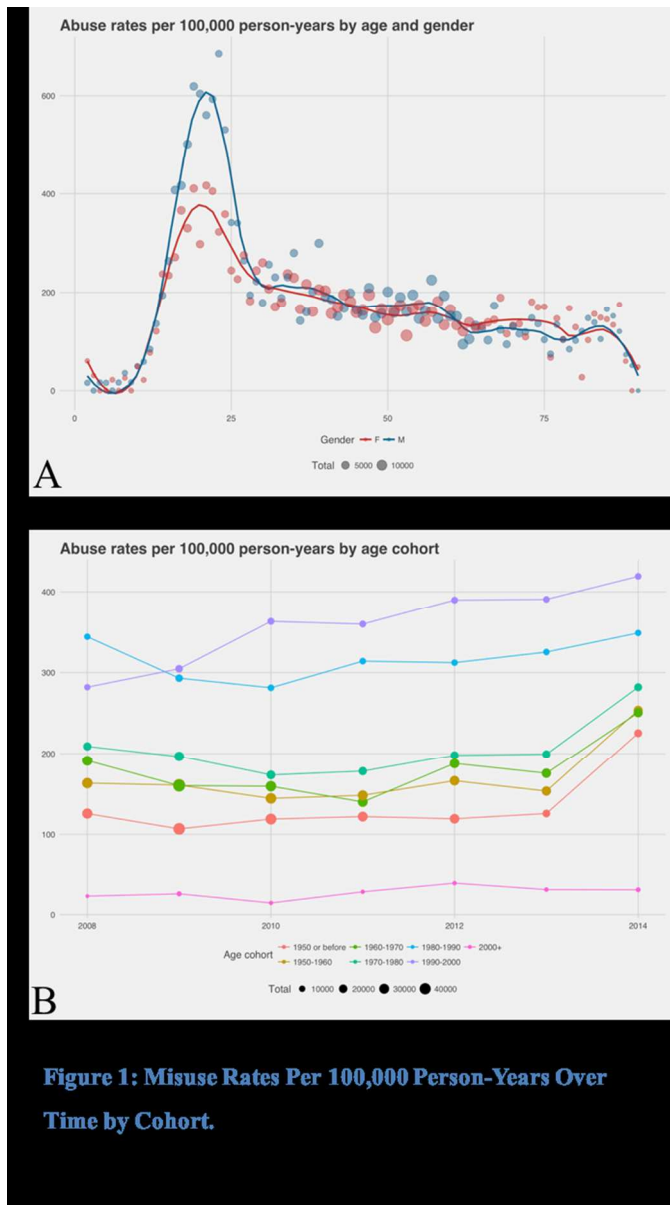 Abuse rates per 100,000 person-years by age and gender
600
400
200
0
0 25 50 75
Gender F M
Total 5000 10000
A
Abuse rates per 100,000 person-years by age cohort
400
300
200
100
0
2008 2010 2012 2014
Age cohort 1950 or before 1960-1970 1980-1990 2000+
1950-1960 1970-1980 1990-2000
Total 10000 20000 30000 40000
B
Figure 1: Misuse Rates Per 100,000 Person-Years Over
Time by Cohort.